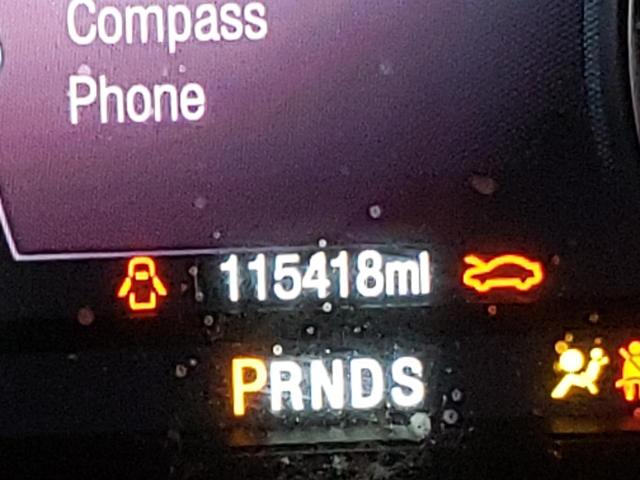 Compass
Phone
115418mi
PRNDS